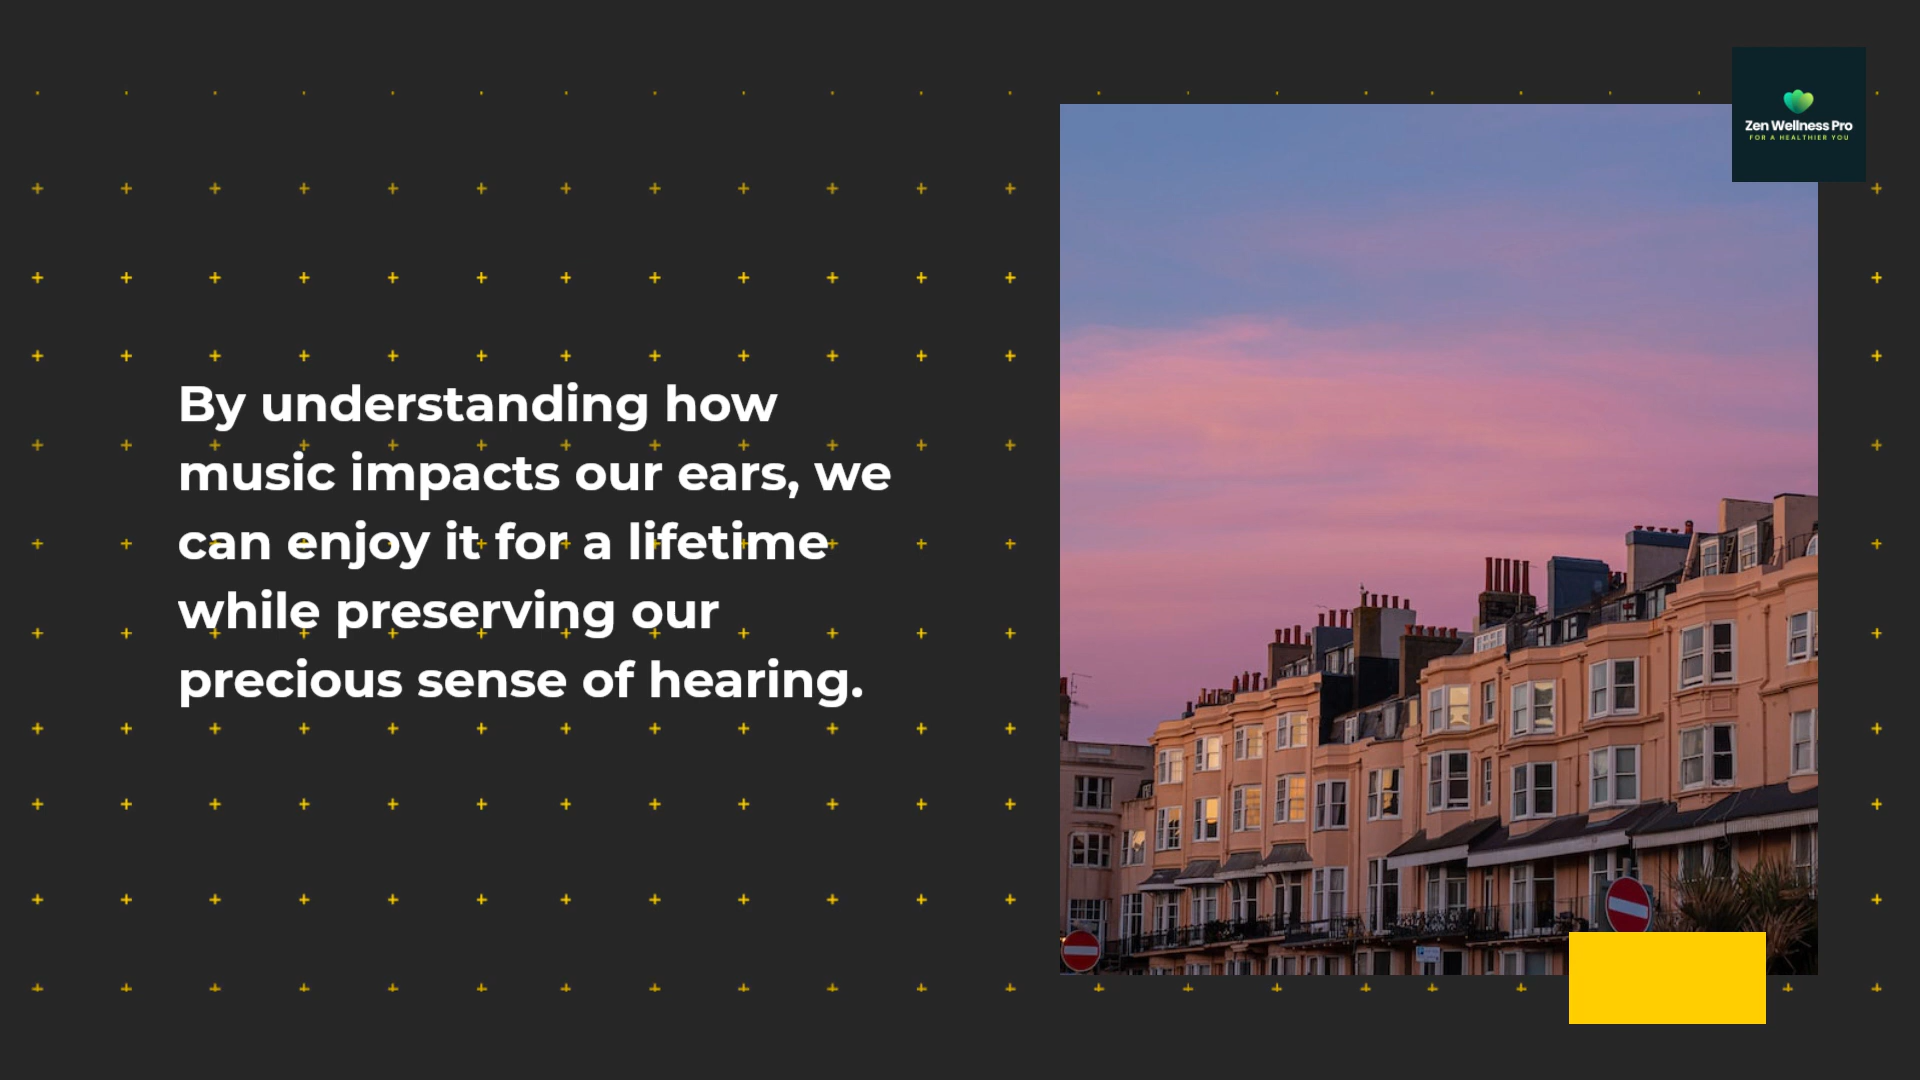 Zen Wellness Pro
FOR A HEALTHIER YOU
By understanding how
music impacts our ears, we
can enjoy it for a lifetime
while preserving our
precious sense of hearing.